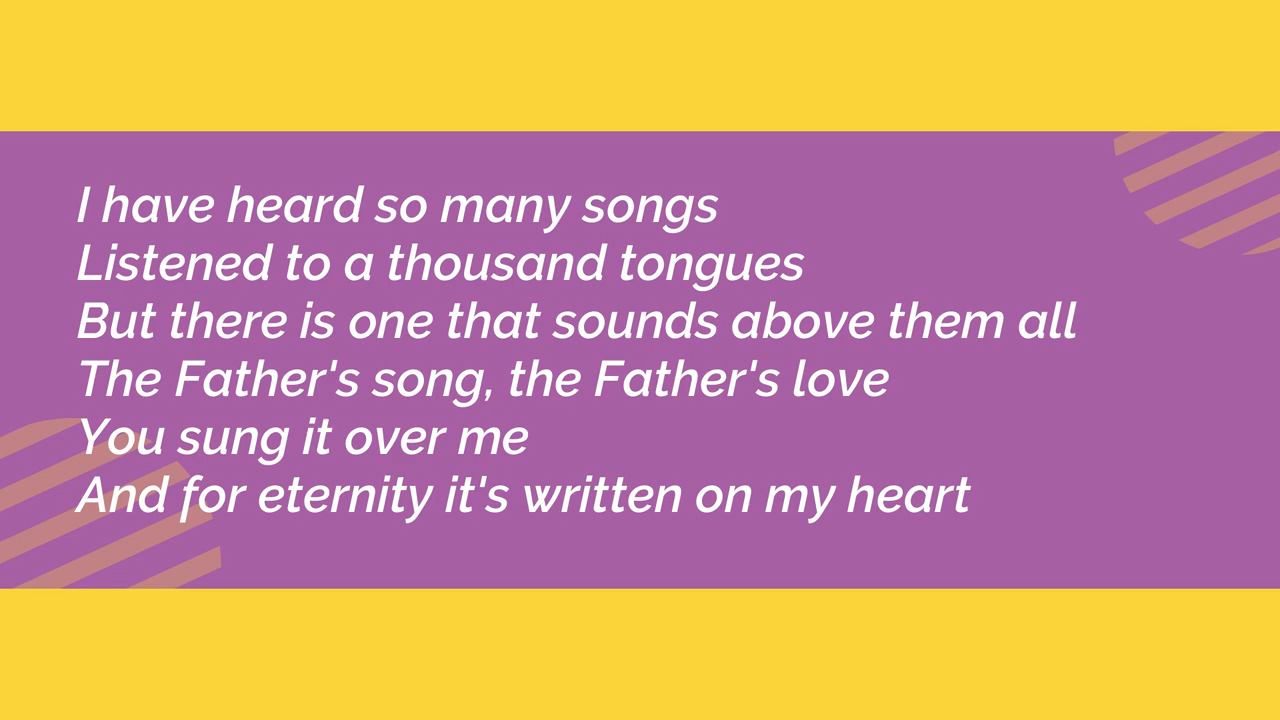 I have heard so many songs
Listened to a thousand tongues
But there is one that sounds above them all
The Father's song, the Father's love
You sung it over me
And for eternity it's written on my heart